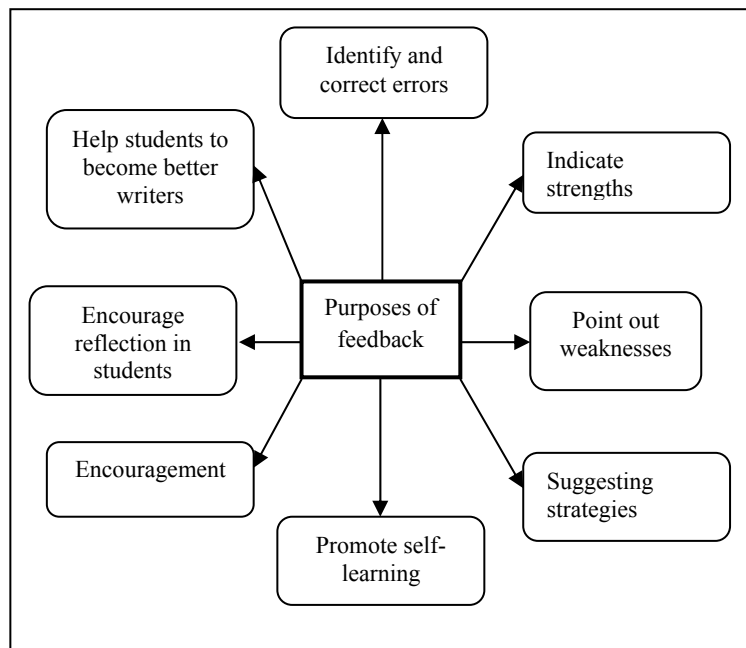 Identify and
correct errors
Help students to
become better
writers
Indicate
strengths
Purposes of
feedback
Encourage
reflection in
students
Point out
weaknesses
Encouragement
Suggesting
strategies
Promote self-
learning